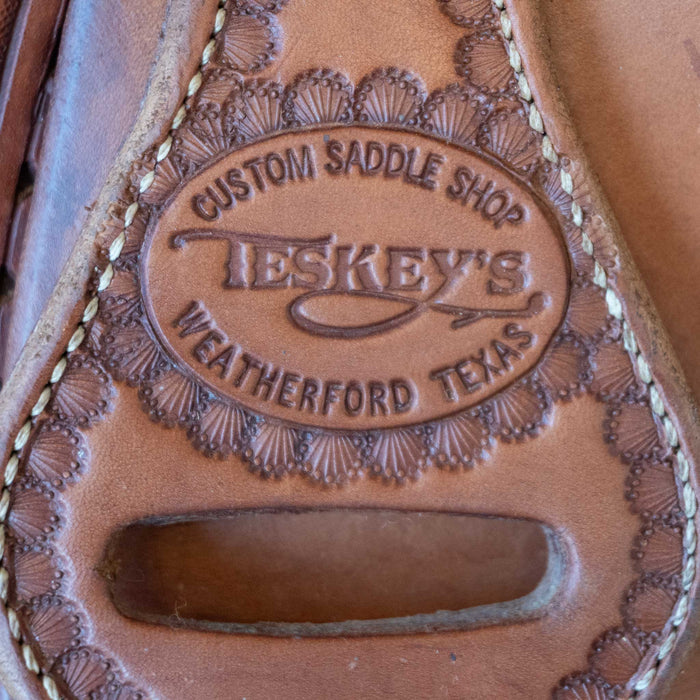 CUSTOM SADDLE SHOP
TESKEY'S
WEATHERFORD TEXAS